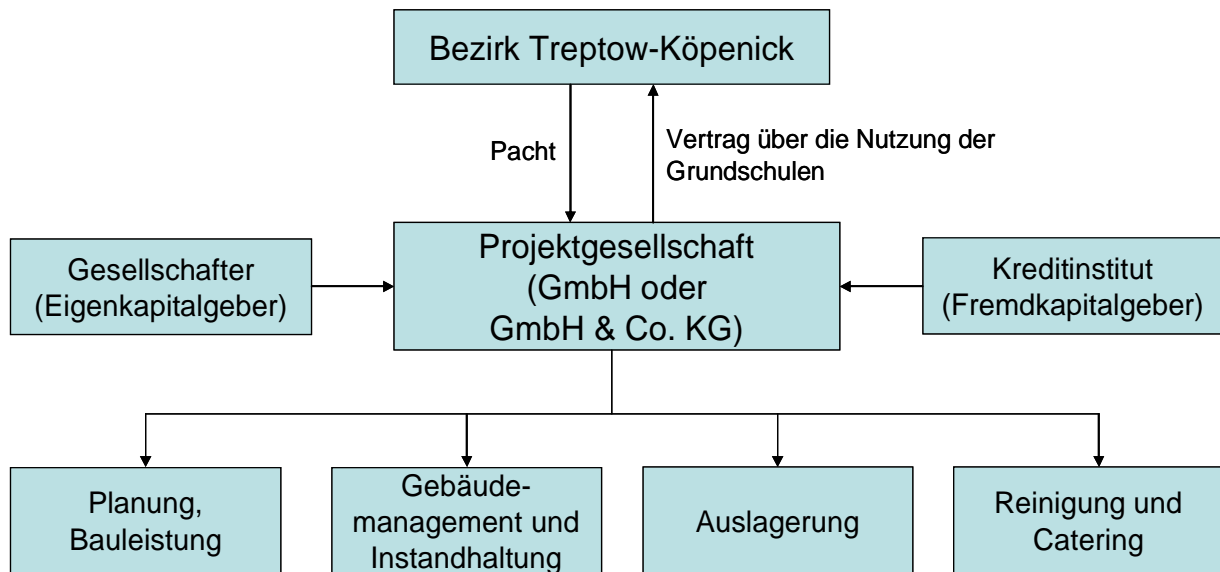 Bezirk Treptow-Köpenick
Pacht
Vertrag über die Nutzung der
Grundschulen
Gesellschafter
(Eigenkapitalgeber)
Projektgesellschaft
(GmbH oder
GmbH & Co. KG)
Kreditinstitut
(Fremdkapitalgeber)
Planung,
Bauleistung
Gebäude-
management und
Instandhaltung
Auslagerung
Reinigung und
Catering